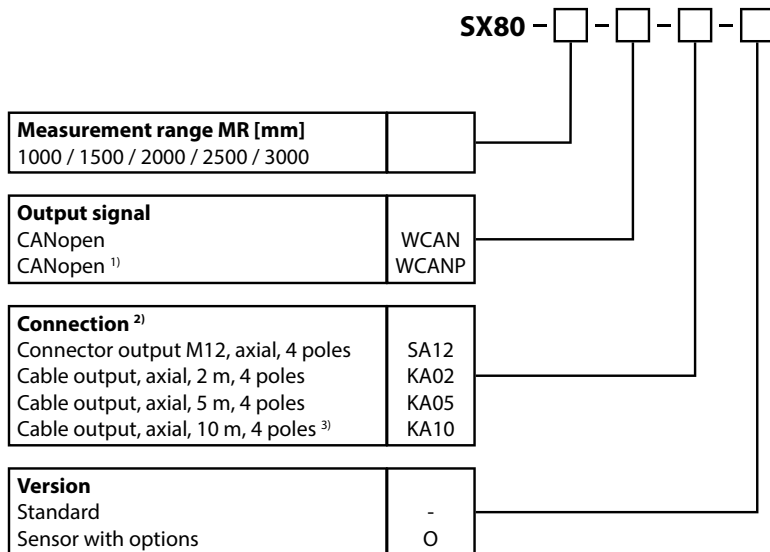 SX80 – □ – □ – □ – □
Measurement range MR [mm]
1000 / 1500 / 2000 / 2500 / 3000
Output signal
CANopen WCAN
CANopen 1) WCANP
Connection 2)
Connector output M12, axial, 4 poles SA12
Cable output, axial, 2 m, 4 poles KA02
Cable output, axial, 5 m, 4 poles KA05
Cable output, axial, 10 m, 4 poles 3) KA10
Version
Standard -
Sensor with options O